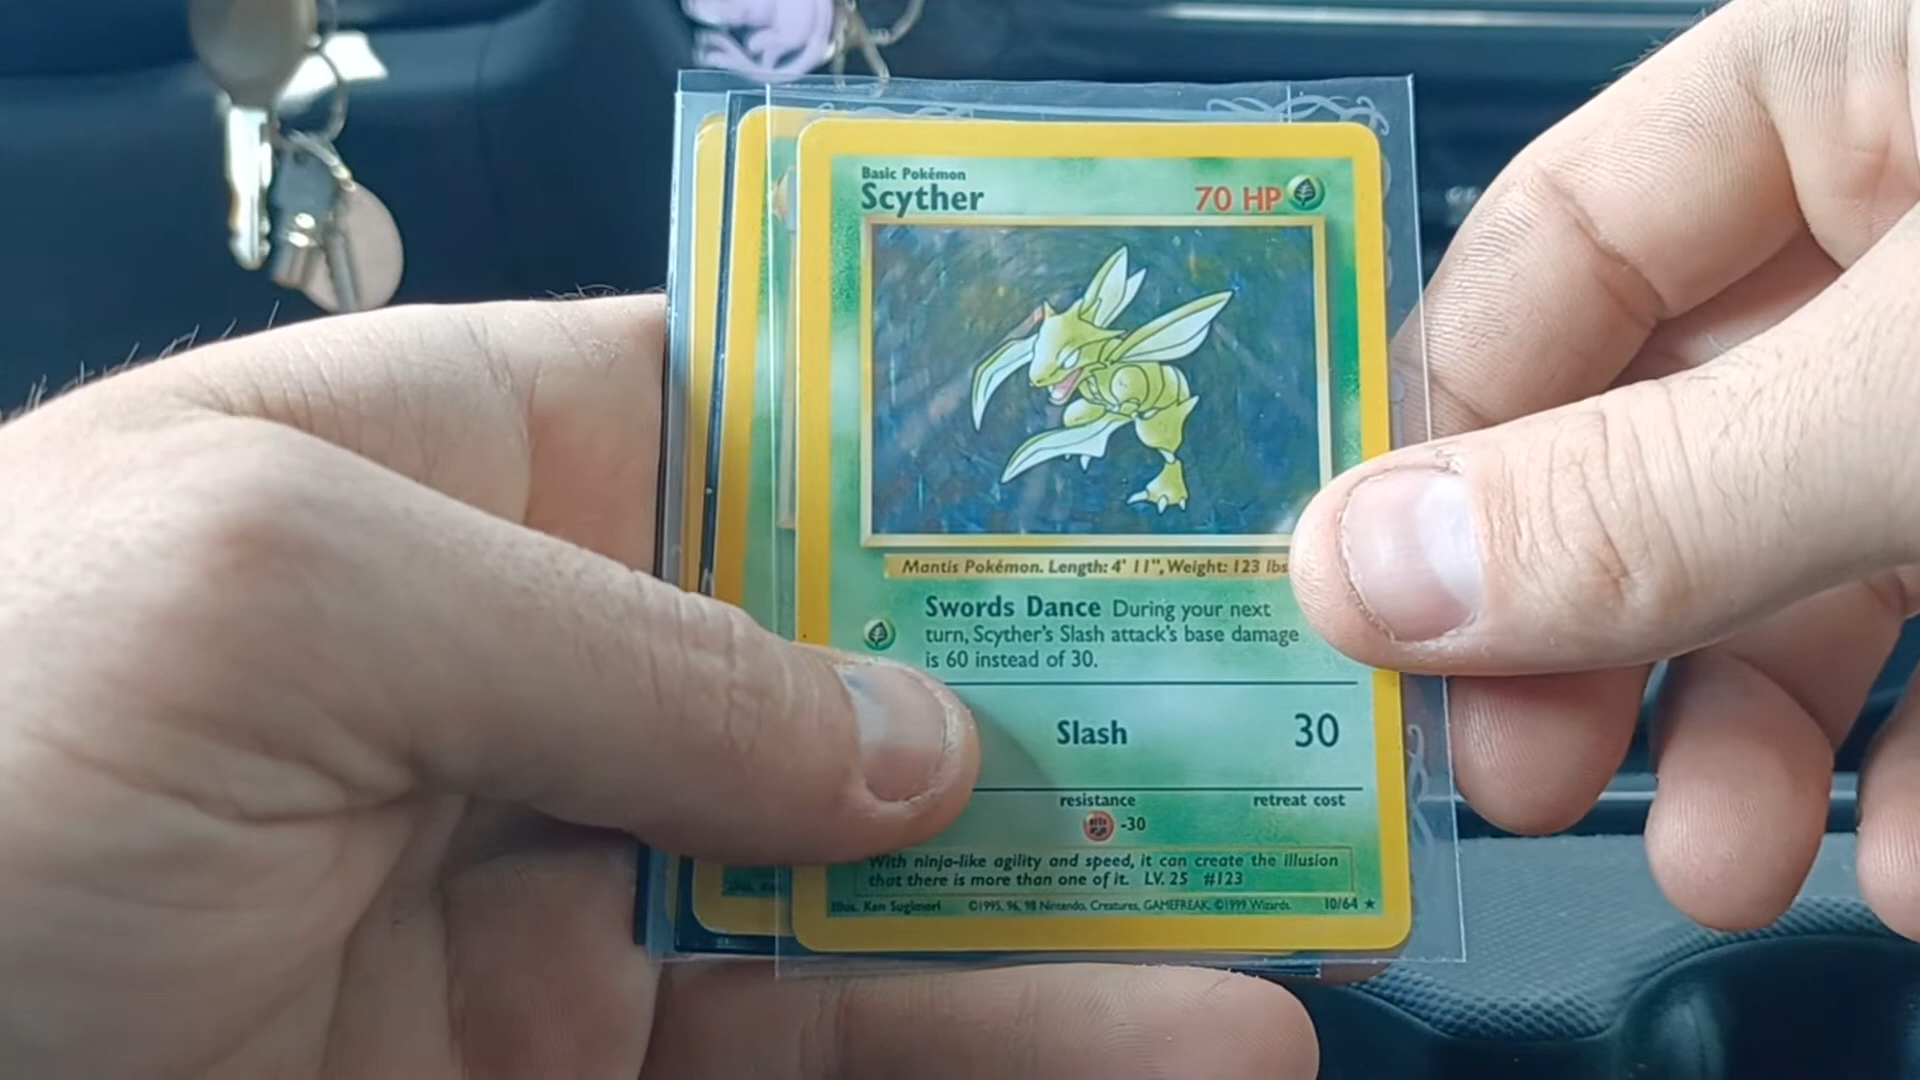 Basic Pokémon
Scyther 70 HP
Mantis Pokémon. Length: 4' 11", Weight: 123 lbs
Swords Dance During your next
turn, Scyther's Slash attack's base damage
is 60 instead of 30.
Slash 30
resistance retreat cost
-30
With ninja-like agility and speed, it can create the illusion
that there is more than one of it. LV. 25 #123
Illus. Ken Sugimori ©1995, 96, 98 Nintendo, Creatures, GAMEFREAK. ©1999 Wizards. 10/64 ★